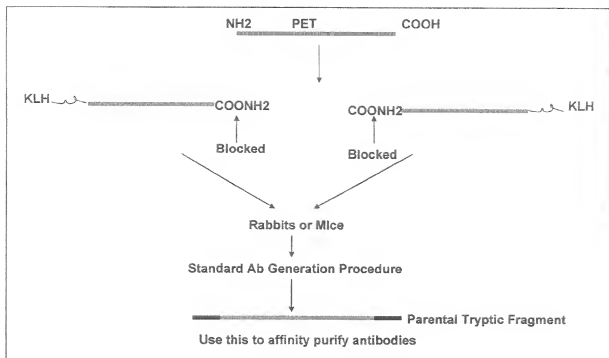 NH2 PET COOH
KLH COONH2 COONH2 KLH
Blocked Blocked
Rabbits or Mice
Standard Ab Generation Procedure
Parental Tryptic Fragment
Use this to affinity purify antibodies